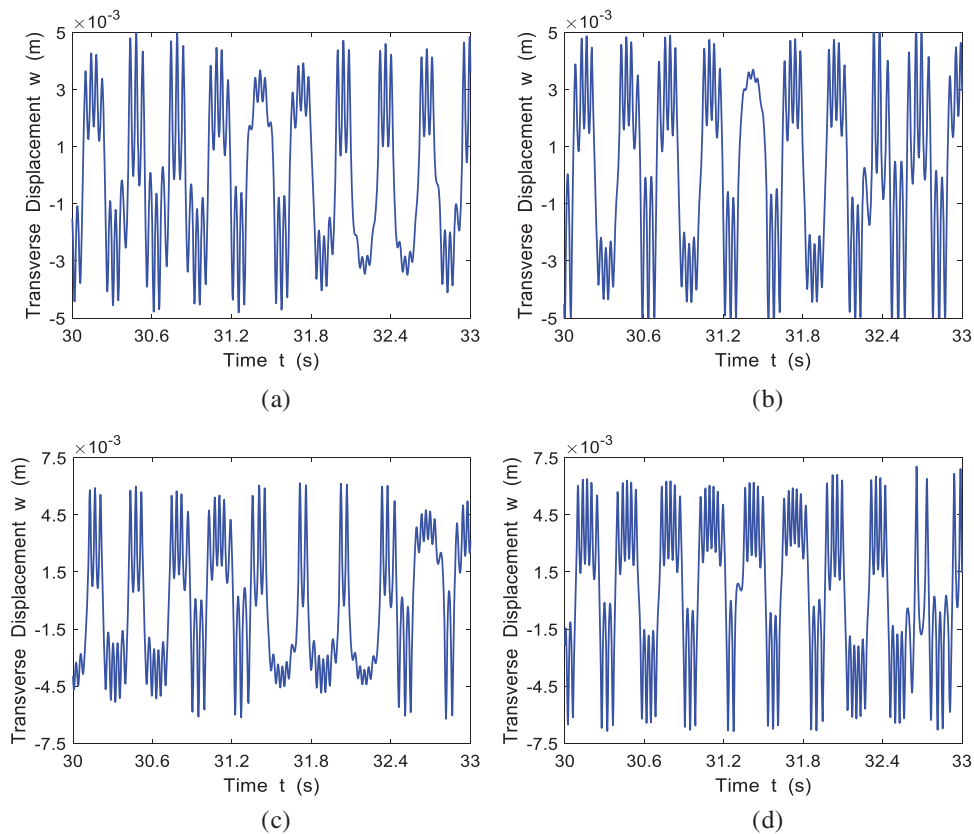 ×10⁻³
Transverse Displacement w (m)
5
3
1
-1
-3
-5
30 30.6 31.2 31.8 32.4 33
Time t (s)
(a)
×10⁻³
Transverse Displacement w (m)
5
3
1
-1
-3
-5
30 30.6 31.2 31.8 32.4 33
Time t (s)
(b)
×10⁻³
Transverse Displacement w (m)
7.5
4.5
1.5
-1.5
-4.5
-7.5
30 30.6 31.2 31.8 32.4 33
Time t (s)
(c)
×10⁻³
Transverse Displacement w (m)
7.5
4.5
1.5
-1.5
-4.5
-7.5
30 30.6 31.2 31.8 32.4 33
Time t (s)
(d)